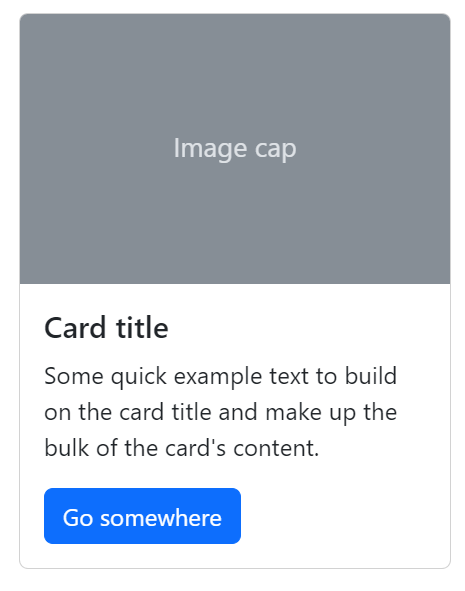 Image cap
Card title
Some quick example text to build
on the card title and make up the
bulk of the card's content.
Go somewhere